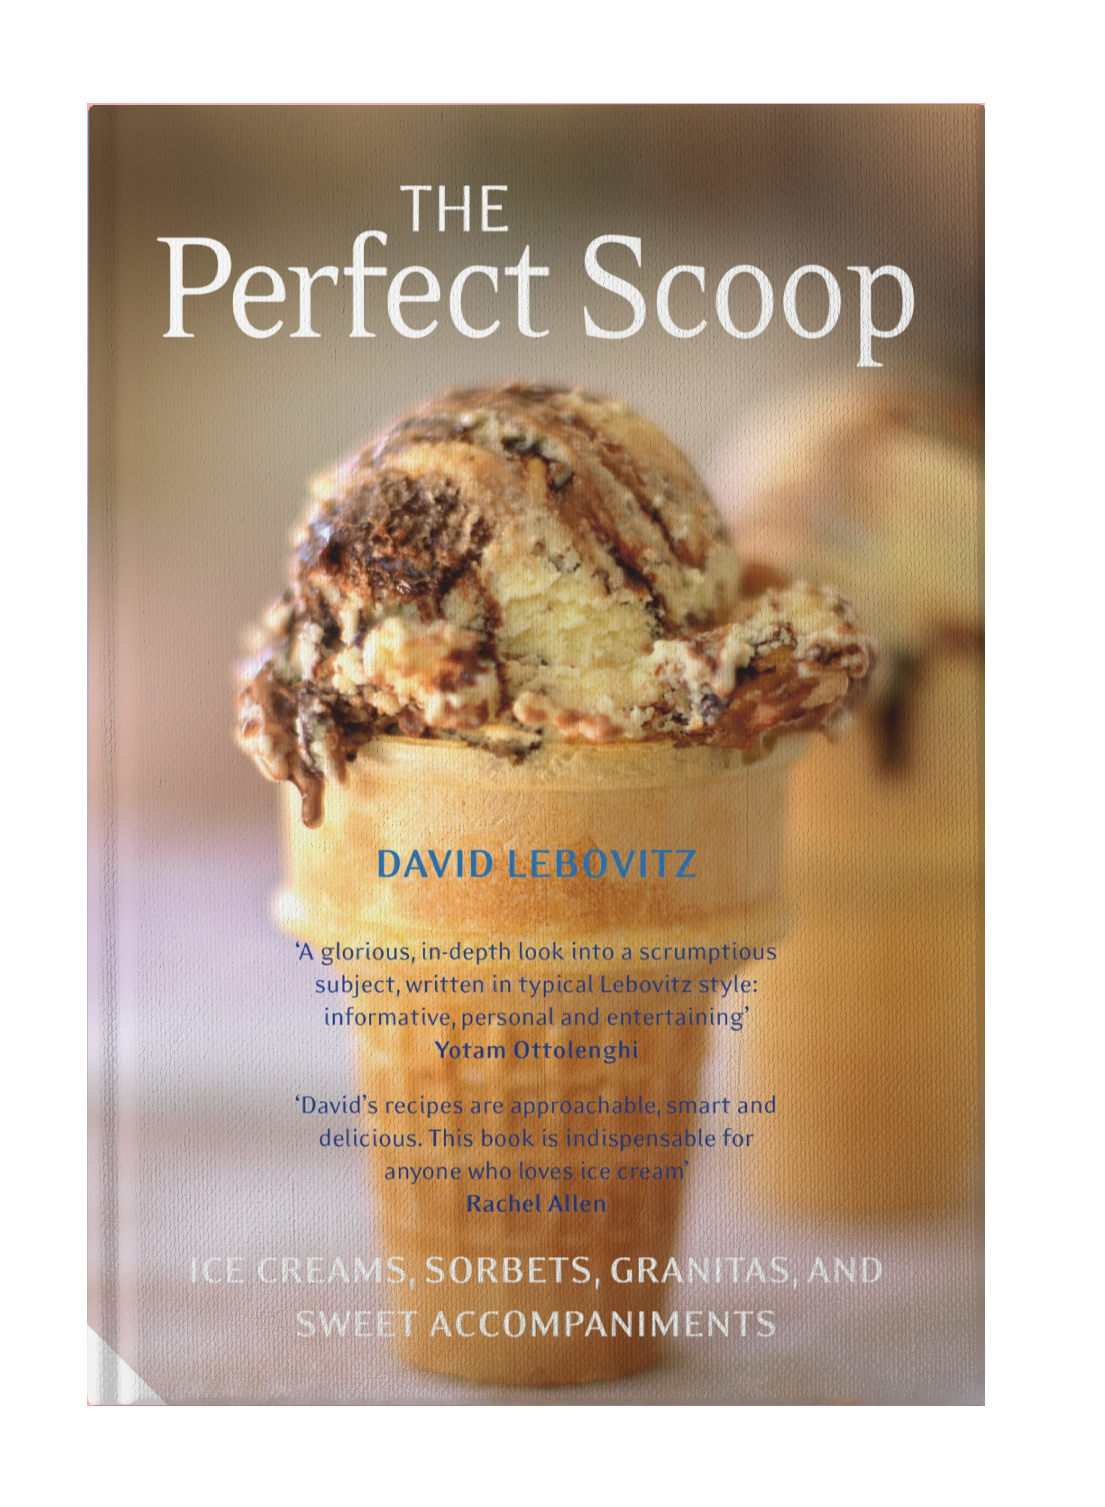 THE
Perfect Scoop
DAVID LEBOVITZ
‘A glorious, in-depth look into a scrumptious
subject, written in typical Lebovitz style:
informative, personal and entertaining’
Yotam Ottolenghi
‘David’s recipes are approachable, smart and
delicious. This book is indispensable for
anyone who loves ice cream’
Rachel Allen
ICE CREAMS, SORBETS, GRANITAS, AND
SWEET ACCOMPANIMENTS